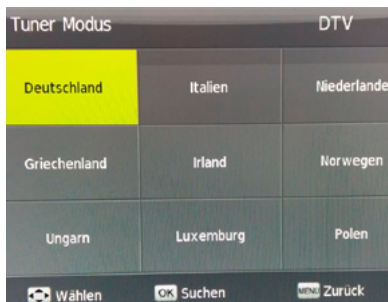 Tuner Modus DTV
Deutschland Italien Niederlande
Griechenland Irland Norwegen
Ungarn Luxemburg Polen
Wählen OK Suchen MENU Zurück